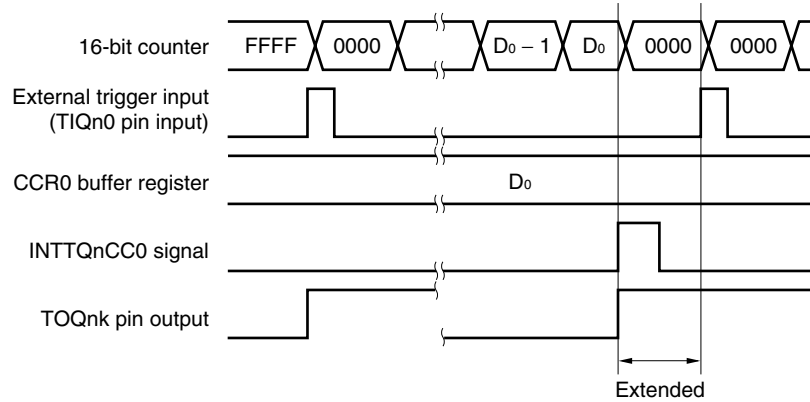 16-bit counter FFFF 0000 D₀ − 1 D₀ 0000 0000
External trigger input
(TIQn0 pin input)
CCR0 buffer register D₀
INTTQnCC0 signal
TOQnk pin output
Extended